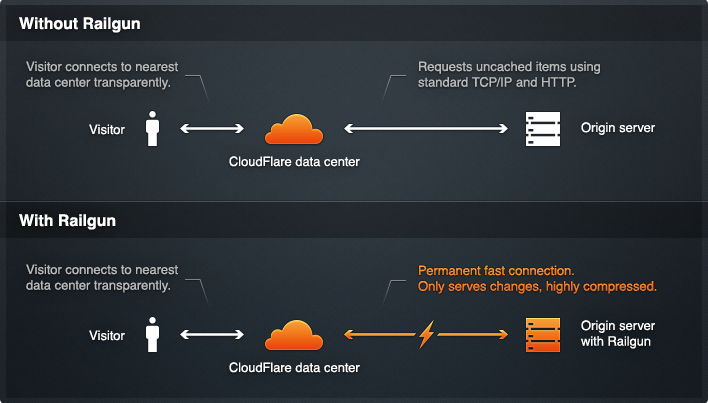 Without Railgun
Visitor connects to nearest
data center transparently.
Requests uncached items using
standard TCP/IP and HTTP.
Visitor
CloudFlare data center
Origin server
With Railgun
Visitor connects to nearest
data center transparently.
Permanent fast connection.
Only serves changes, highly compressed.
Visitor
CloudFlare data center
Origin server
with Railgun